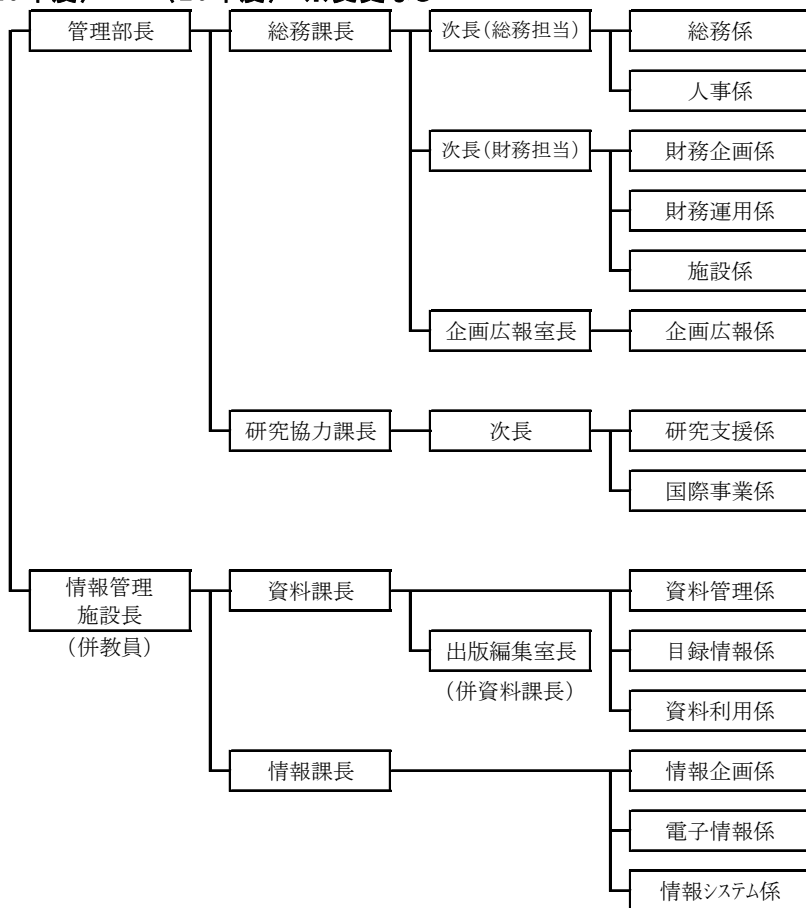 管理部長
総務課長
次長(総務担当)
総務係
人事係
次長(財務担当)
財務企画係
財務運用係
施設係
企画広報室長
企画広報係
研究協力課長
次長
研究支援係
国際事業係
情報管理
施設長
(併教員)
資料課長
資料管理係
出版編集室長
(併資料課長)
目録情報係
資料利用係
情報課長
情報企画係
電子情報係
情報システム係